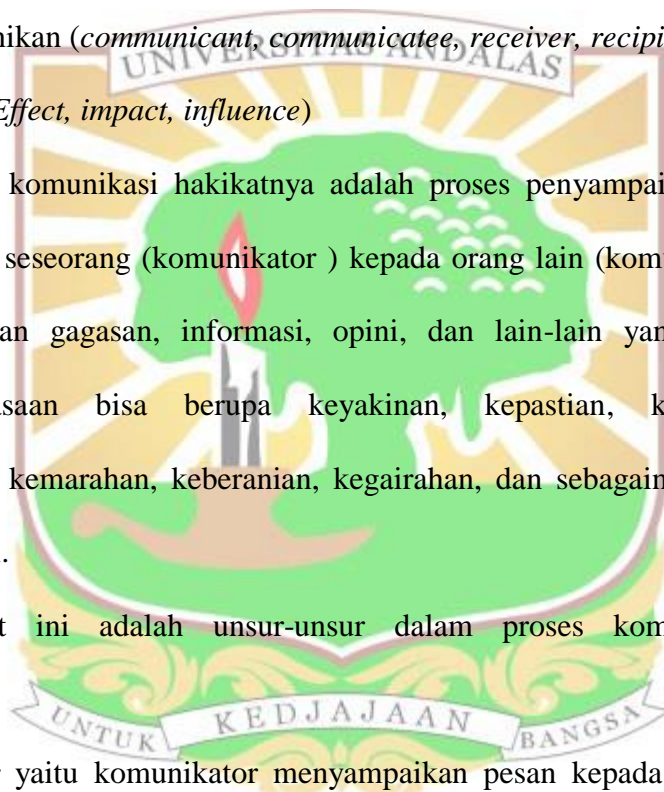 nikan (communicant, communicatee, receiver, recipi
UNIVERSITAS ANDALAS
Effect, impact, influence)
komunikasi hakikatnya adalah proses penyampai
seseorang (komunikator ) kepada orang lain (kom
an gagasan, informasi, opini, dan lain-lain yan
asaan bisa berupa keyakinan, kepastian, k
kemarahan, keberanian, kegairahan, dan sebagain
t ini adalah unsur-unsur dalam proses kom
UNTUK KEDJAJAAN BANGSA
yaitu komunikator menyampaikan pesan kepada